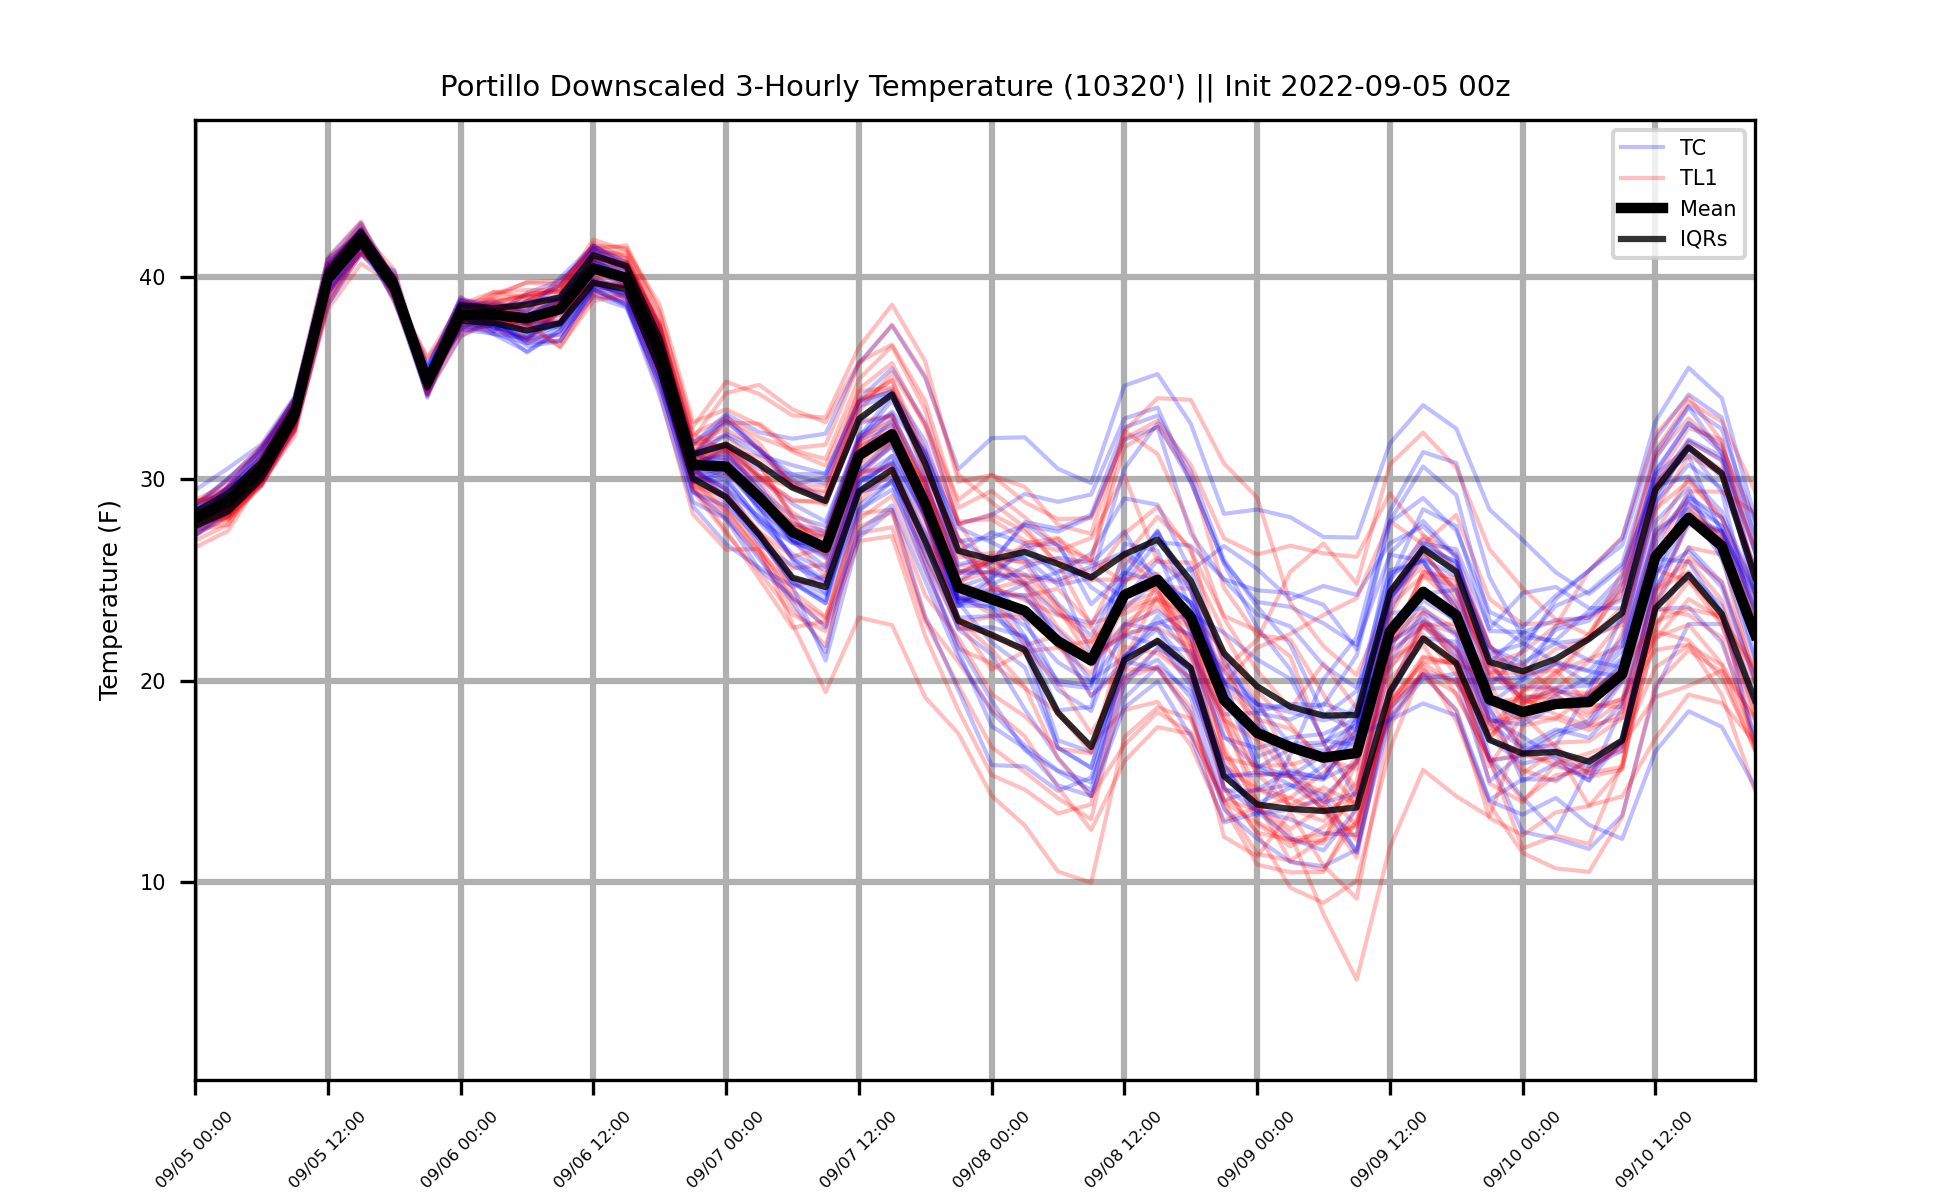 Portillo Downscaled 3-Hourly Temperature (10320') || Init 2022-09-05 00z
TC
TL1
Mean
IQRs
Temperature (F)
40
30
20
10
09/05 00:00
09/05 12:00
09/06 00:00
09/06 12:00
09/07 00:00
09/07 12:00
09/08 00:00
09/08 12:00
09/09 00:00
09/09 12:00
09/10 00:00
09/10 12:00